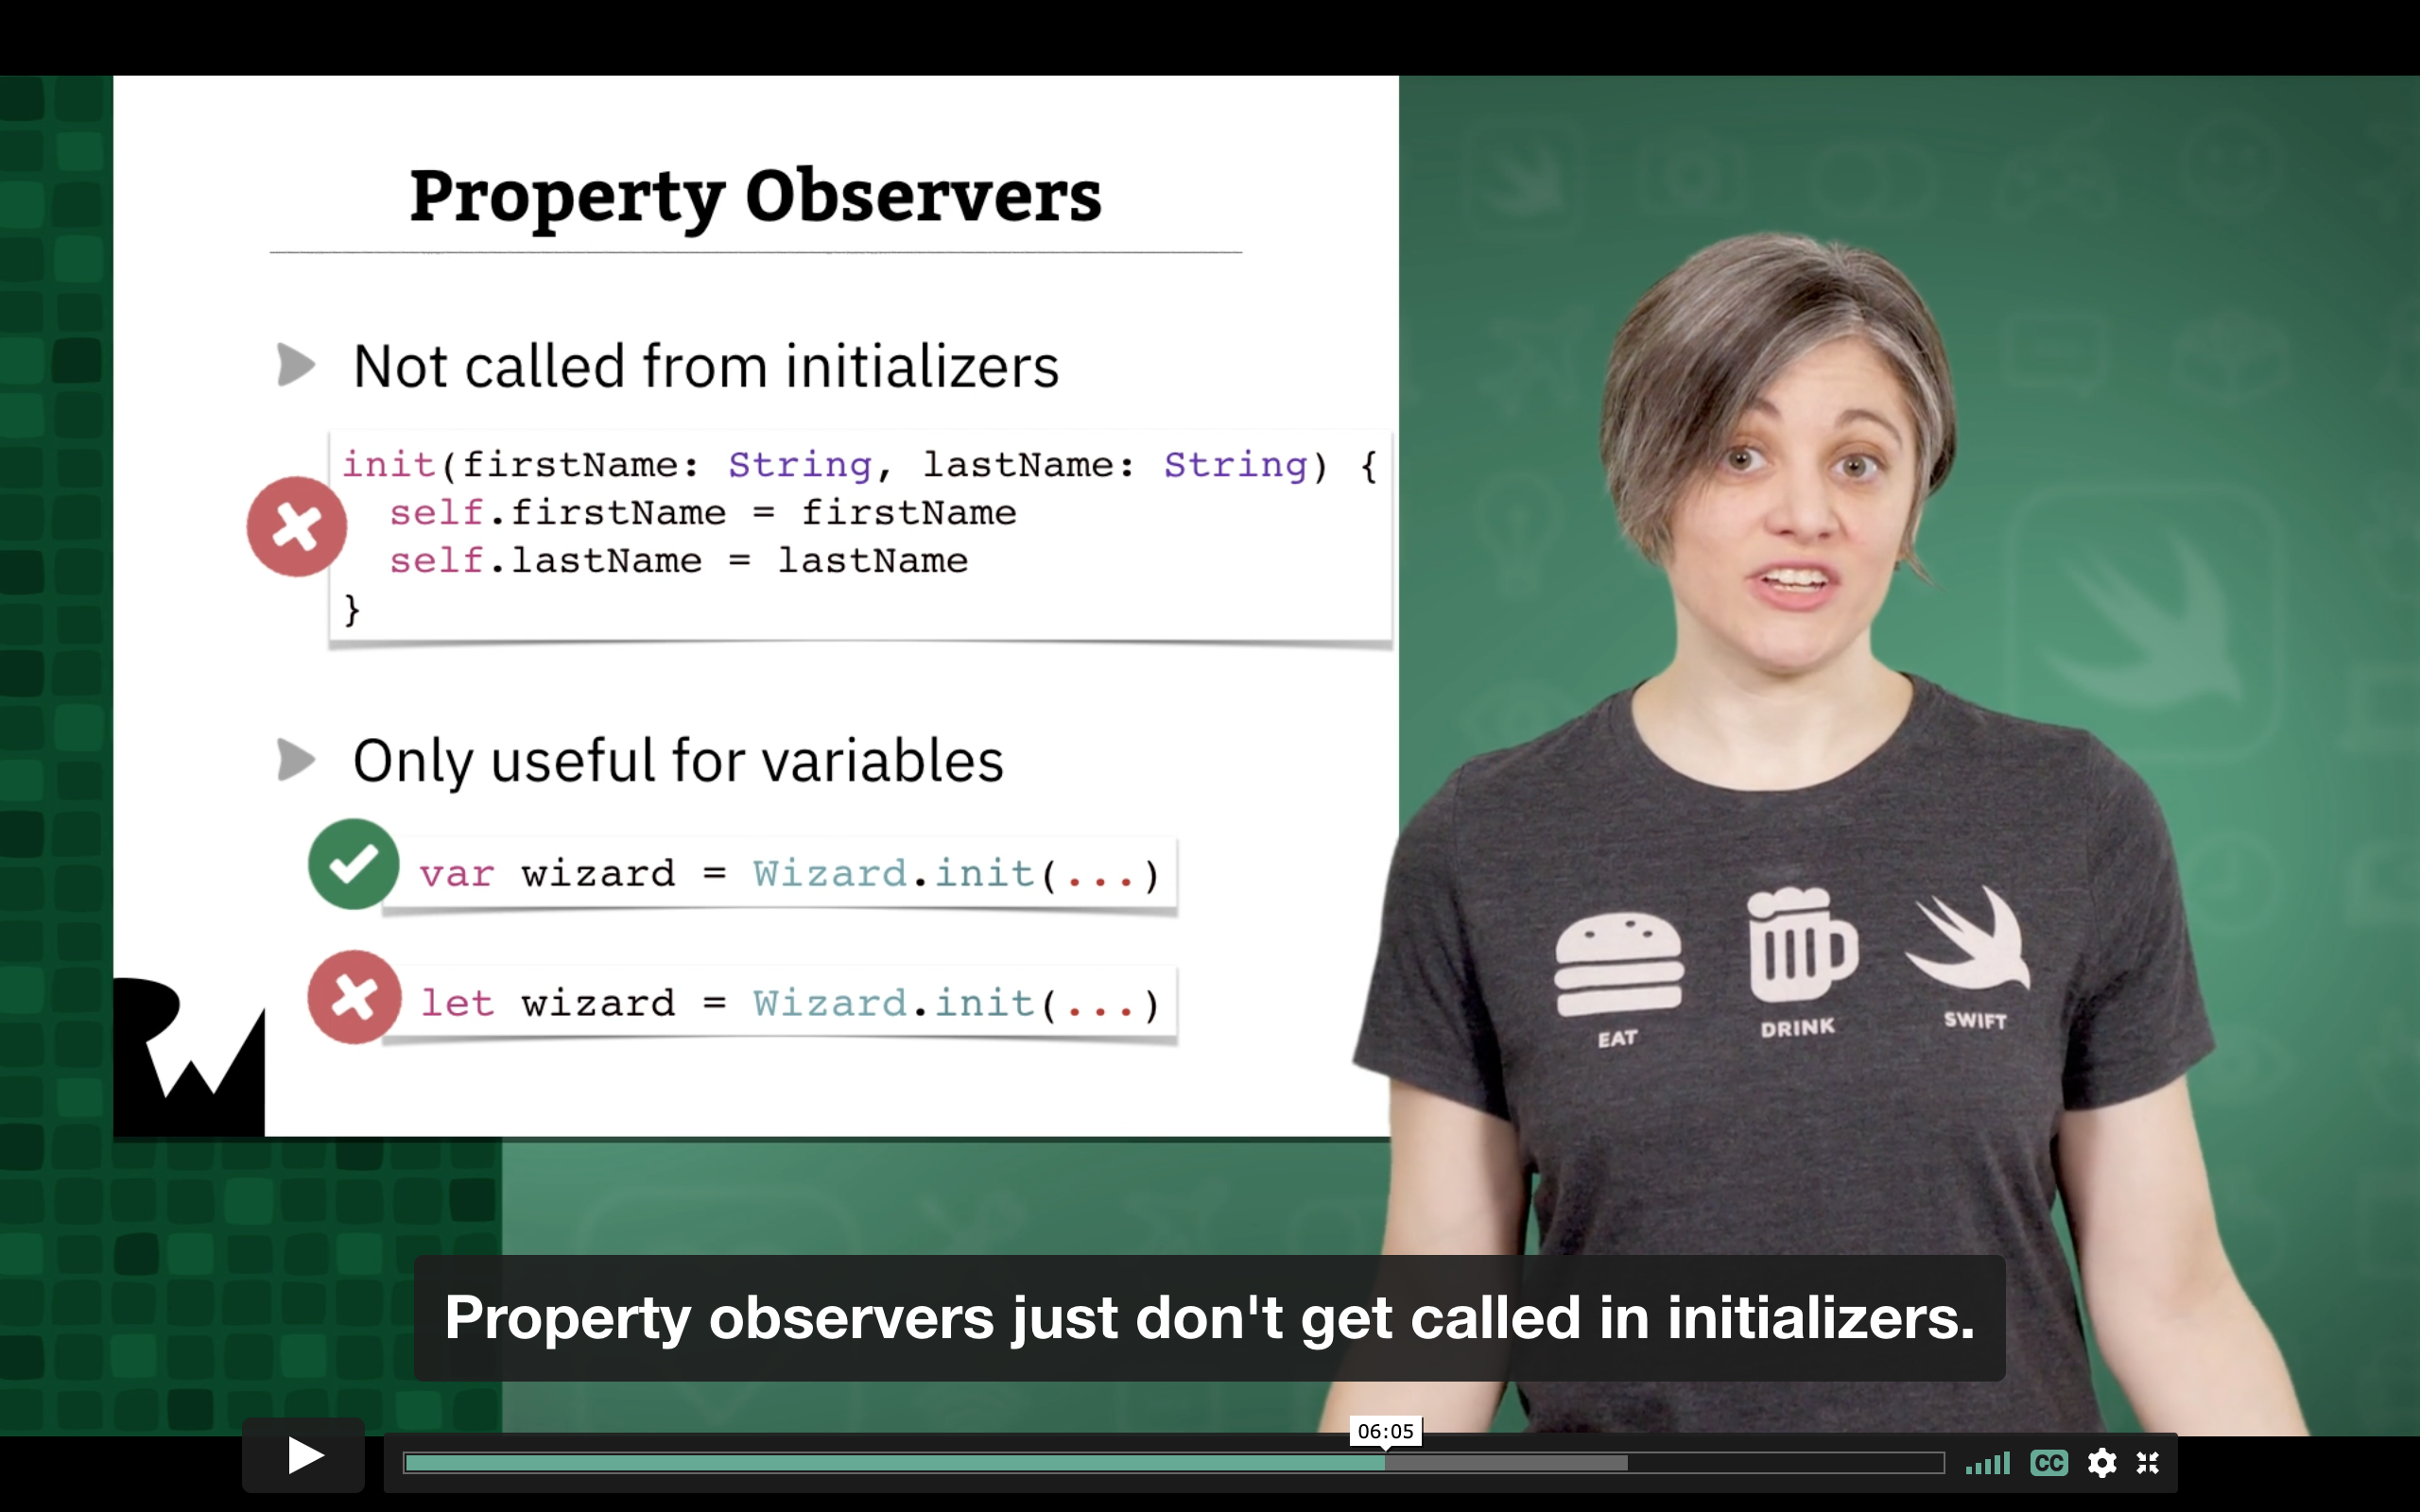 Property Observers
Not called from initializers
init(firstName: String, lastName: String) {
self.firstName = firstName
self.lastName = lastName
}
Only useful for variables
var wizard = Wizard.init(...)
let wizard = Wizard.init(...)
EAT
DRINK
SWIFT
Property observers just don't get called in initializers.
06:05
CC